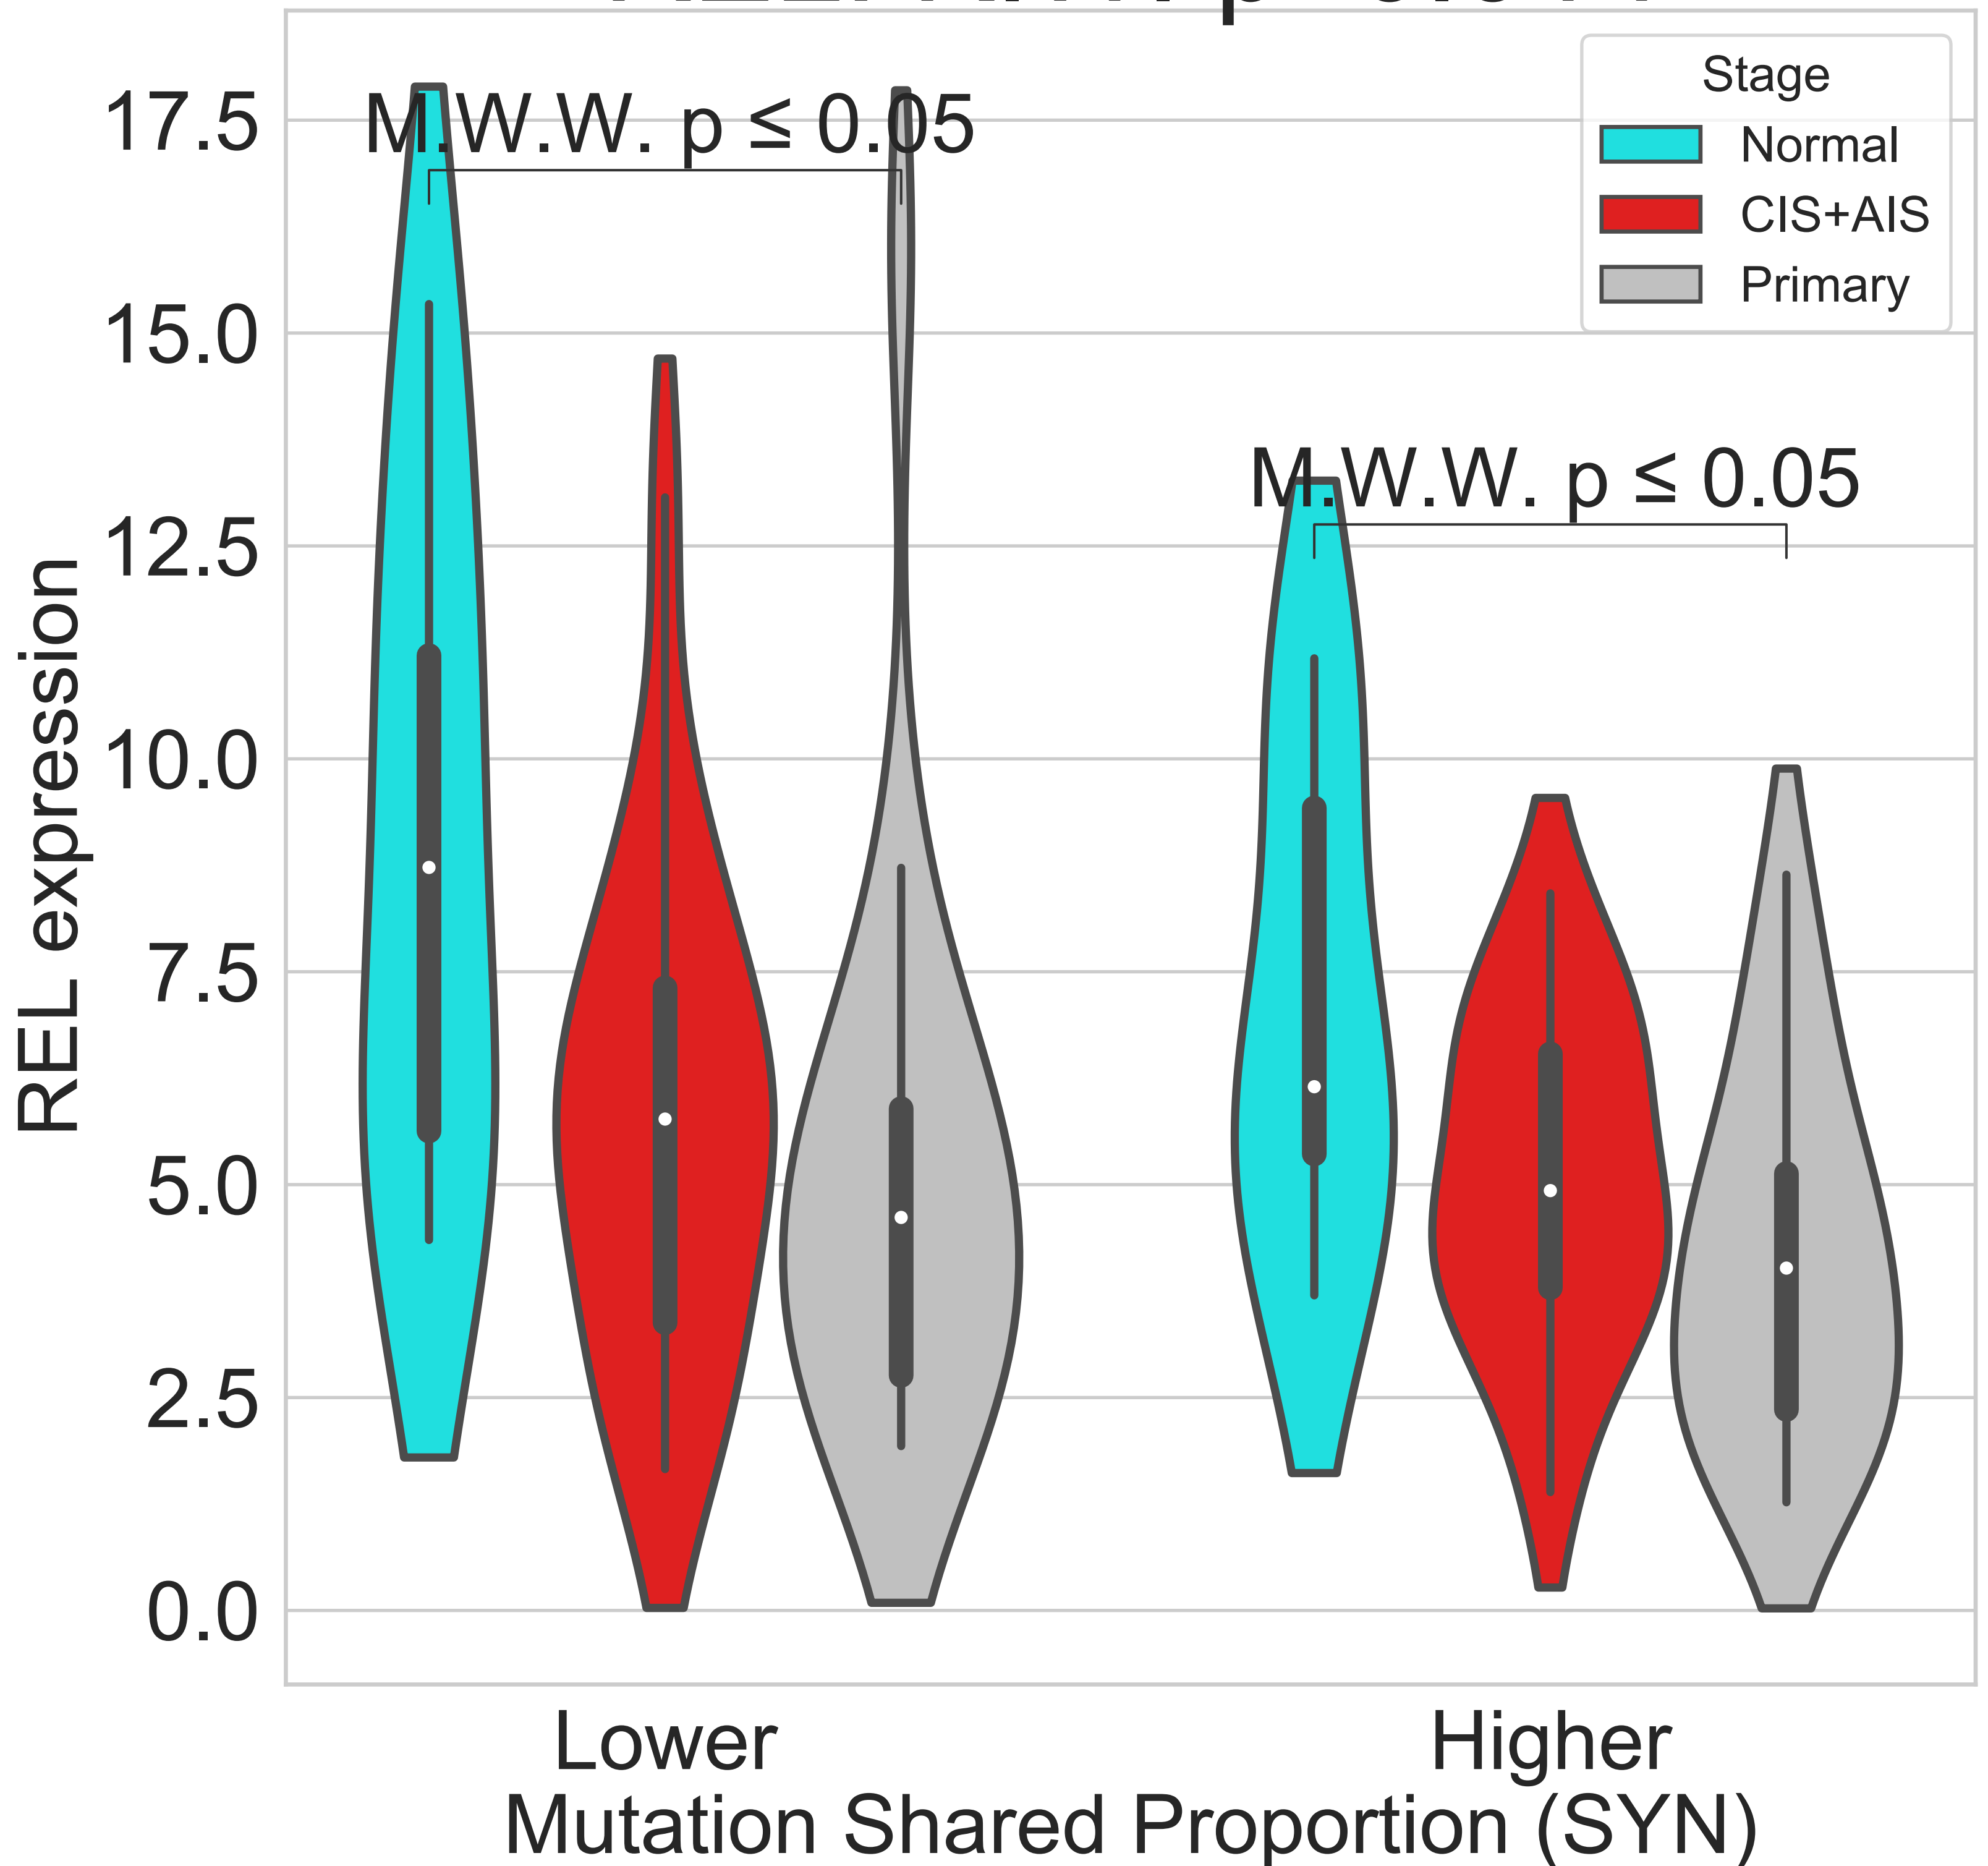 Stage
Normal
CIS+AIS
Primary
M.W.W. p ≤ 0.05
M.W.W. p ≤ 0.05
17.5
15.0
12.5
10.0
7.5
5.0
2.5
0.0
REL expression
Lower
Higher
Mutation Shared Proportion (SYN)